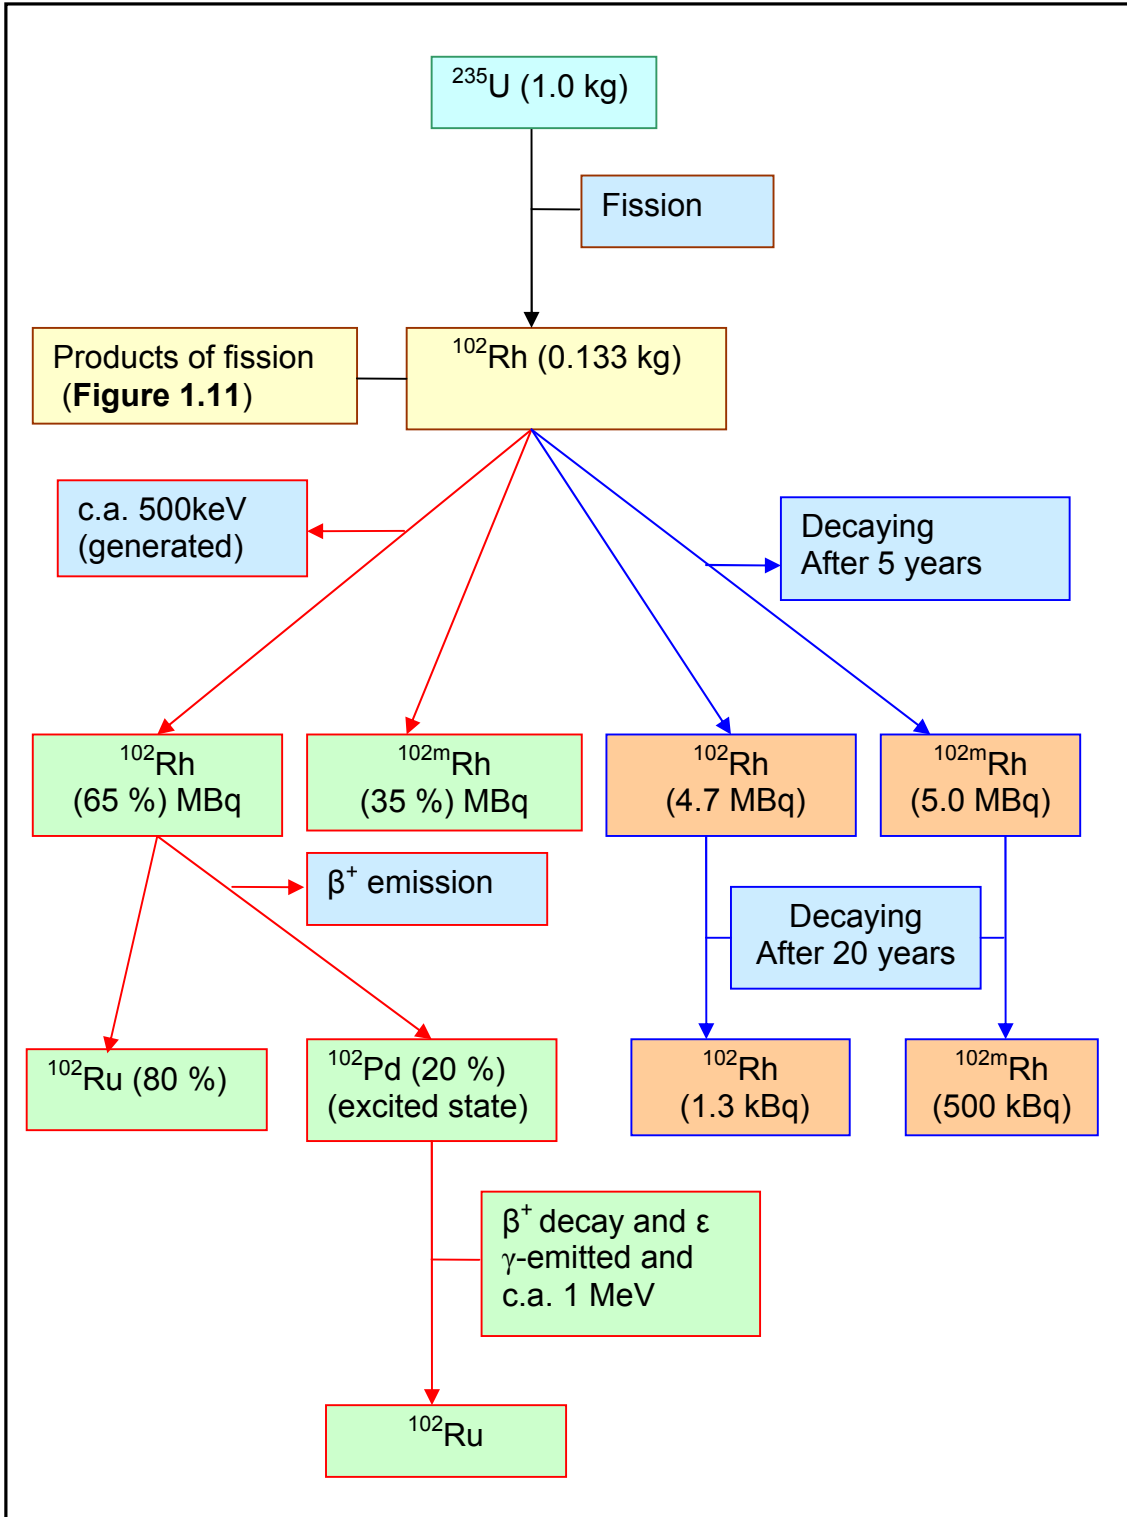 ²³⁵U (1.0 kg)
Fission
Products of fission
(Figure 1.11)
¹⁰²Rh (0.133 kg)
c.a. 500keV
(generated)
Decaying
After 5 years
¹⁰²Rh
(65 %) MBq
¹⁰²ᵐRh
(35 %) MBq
¹⁰²Rh
(4.7 MBq)
¹⁰²ᵐRh
(5.0 MBq)
β⁺ emission
Decaying
After 20 years
¹⁰²Ru (80 %)
¹⁰²Pd (20 %)
(excited state)
¹⁰²Rh
(1.3 kBq)
¹⁰²ᵐRh
(500 kBq)
β⁺ decay and ε
γ-emitted and
c.a. 1 MeV
¹⁰²Ru